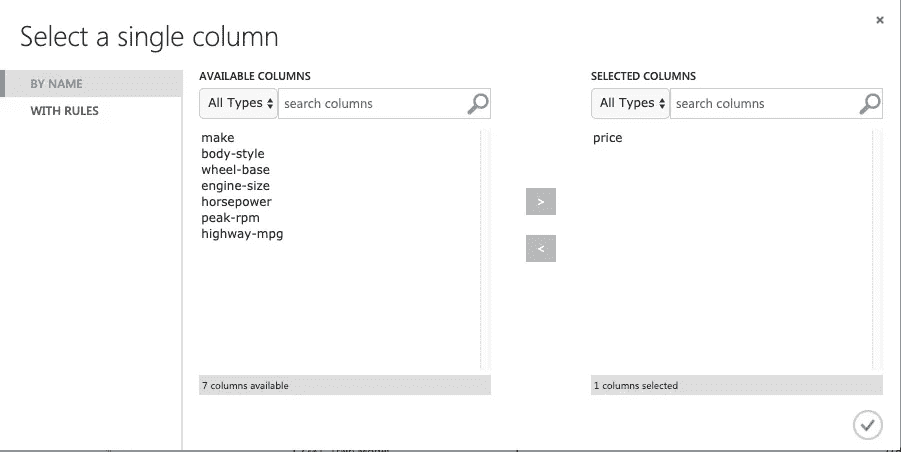 Select a single column
×
BY NAME
WITH RULES
AVAILABLE COLUMNS
All Types
search columns
make
body-style
wheel-base
engine-size
horsepower
peak-rpm
highway-mpg
7 columns available
>
<
SELECTED COLUMNS
All Types
search columns
price
1 columns selected